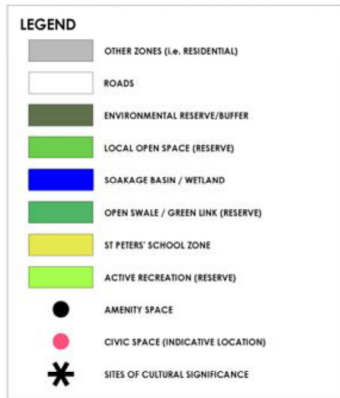 LEGEND
OTHER ZONES (i.e. RESIDENTIAL)
ROADS
ENVIRONMENTAL RESERVE/BUFFER
LOCAL OPEN SPACE (RESERVE)
SOAKAGE BASIN / WETLAND
OPEN SWALE / GREEN LINK (RESERVE)
ST PETERS' SCHOOL ZONE
ACTIVE RECREATION (RESERVE)
AMENITY SPACE
CIVIC SPACE (INDICATIVE LOCATION)
SITES OF CULTURAL SIGNIFICANCE